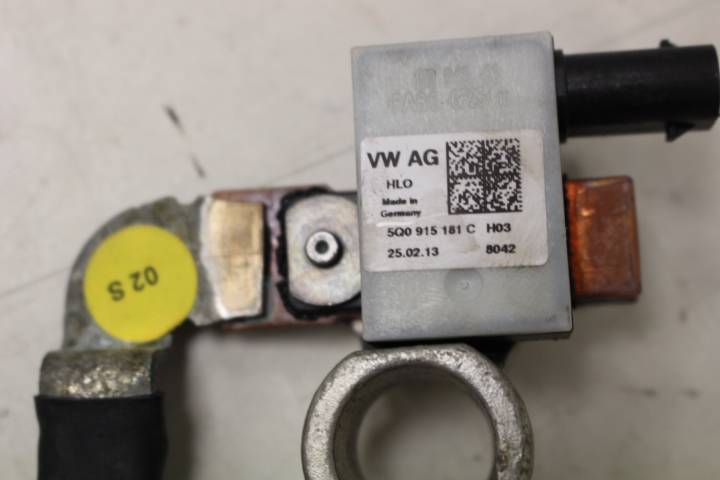 VW AG
HLO
Made in
Germany
5Q0 915 181 C H03
25.02.13 8042
02 S